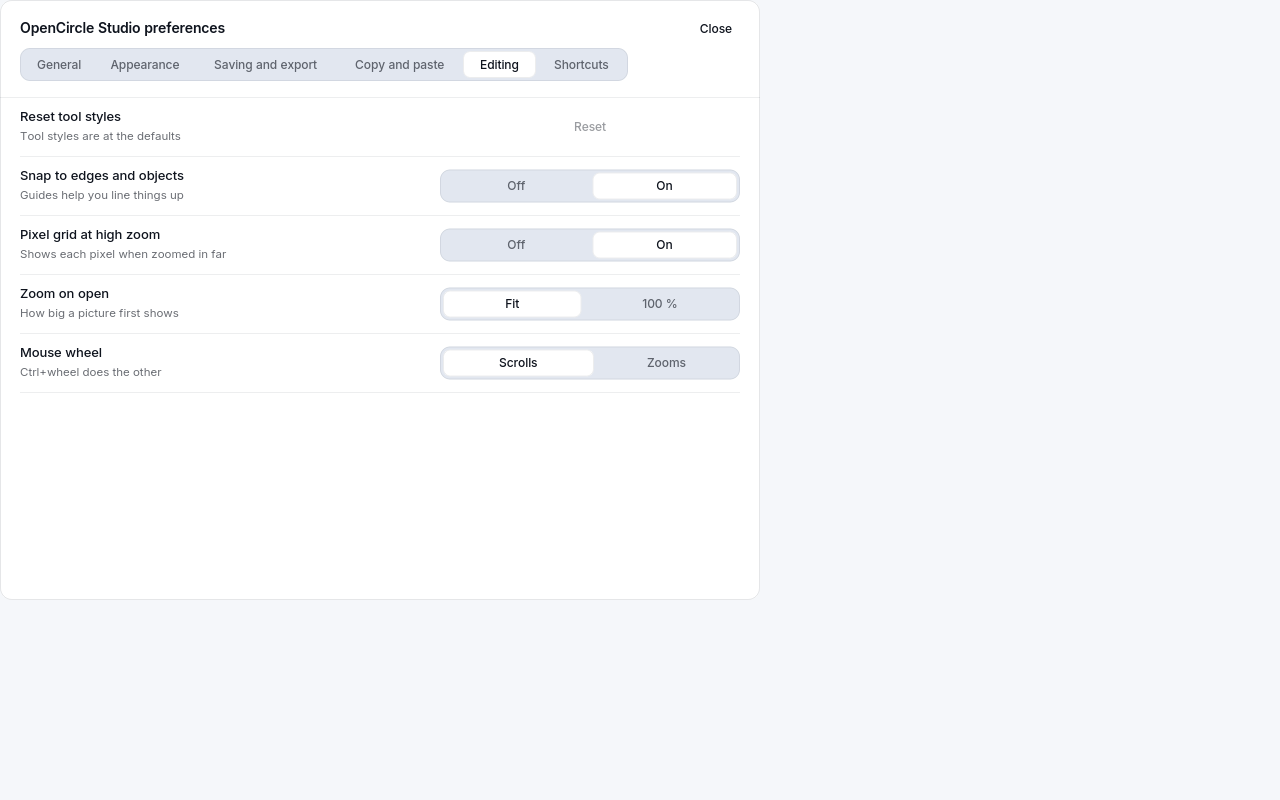 OpenCircle Studio preferences
Close
General Appearance Saving and export Copy and paste Editing Shortcuts
Reset tool styles
Tool styles are at the defaults
Reset
Snap to edges and objects
Guides help you line things up
Off On
Pixel grid at high zoom
Shows each pixel when zoomed in far
Off On
Zoom on open
How big a picture first shows
Fit 100 %
Mouse wheel
Ctrl+wheel does the other
Scrolls Zooms